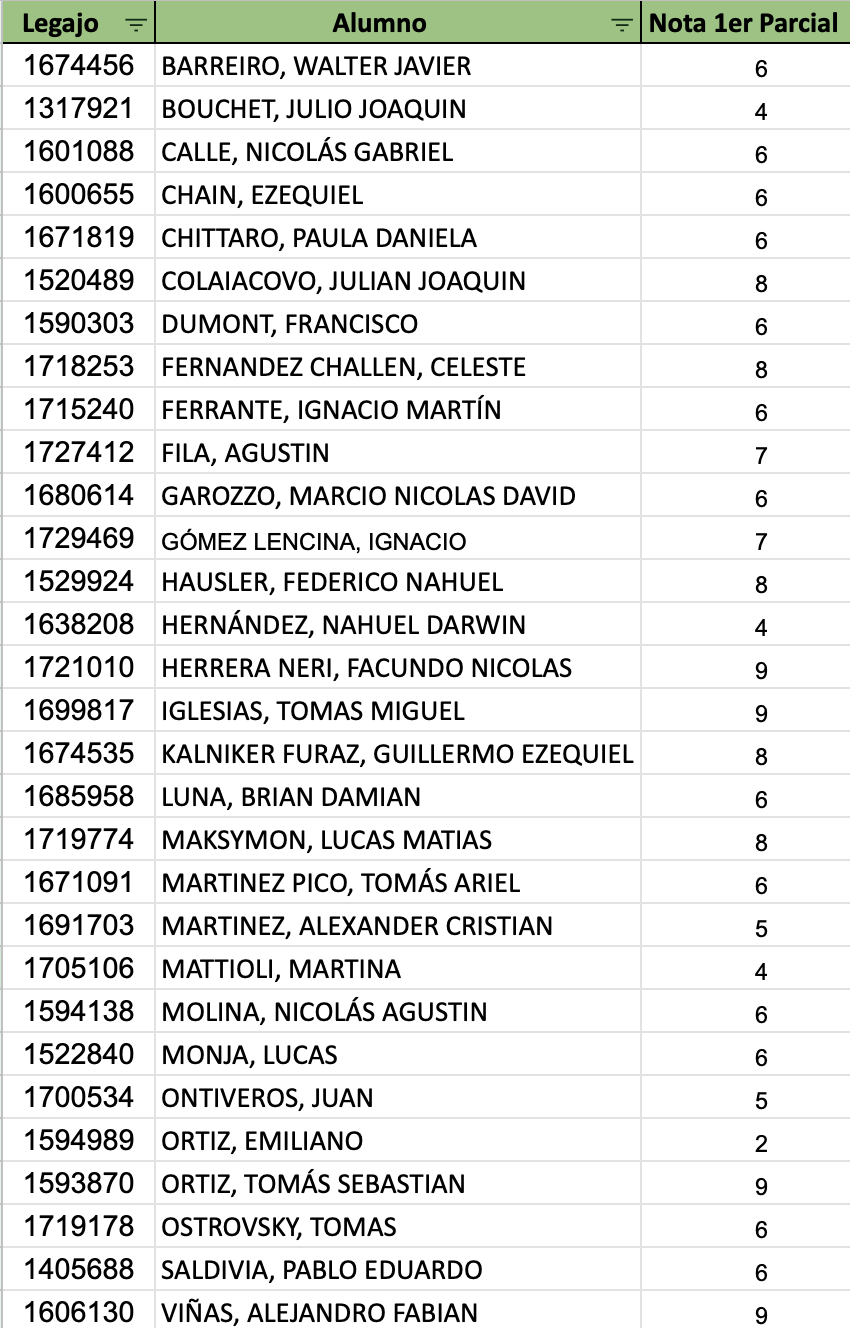 Legajo Alumno Nota 1er Parcial
1674456 BARREIRO, WALTER JAVIER 6
1317921 BOUCHET, JULIO JOAQUIN 4
1601088 CALLE, NICOLÁS GABRIEL 6
1600655 CHAIN, EZEQUIEL 6
1671819 CHITTARO, PAULA DANIELA 6
1520489 COLAIACOVO, JULIAN JOAQUIN 8
1590303 DUMONT, FRANCISCO 6
1718253 FERNANDEZ CHALLEN, CELESTE 8
1715240 FERRANTE, IGNACIO MARTÍN 6
1727412 FILA, AGUSTIN 7
1680614 GAROZZO, MARCIO NICOLAS DAVID 6
1729469 GÓMEZ LENCINA, IGNACIO 7
1529924 HAUSLER, FEDERICO NAHUEL 8
1638208 HERNÁNDEZ, NAHUEL DARWIN 4
1721010 HERRERA NERI, FACUNDO NICOLAS 9
1699817 IGLESIAS, TOMAS MIGUEL 9
1674535 KALNIKER FURAZ, GUILLERMO EZEQUIEL 8
1685958 LUNA, BRIAN DAMIAN 6
1719774 MAKSYMON, LUCAS MATIAS 8
1671091 MARTINEZ PICO, TOMÁS ARIEL 6
1691703 MARTINEZ, ALEXANDER CRISTIAN 5
1705106 MATTIOLI, MARTINA 4
1594138 MOLINA, NICOLÁS AGUSTIN 6
1522840 MONJA, LUCAS 6
1700534 ONTIVEROS, JUAN 5
1594989 ORTIZ, EMILIANO 2
1593870 ORTIZ, TOMÁS SEBASTIAN 9
1719178 OSTROVSKY, TOMAS 6
1405688 SALDIVIA, PABLO EDUARDO 6
1606130 VIÑAS, ALEJANDRO FABIAN 9